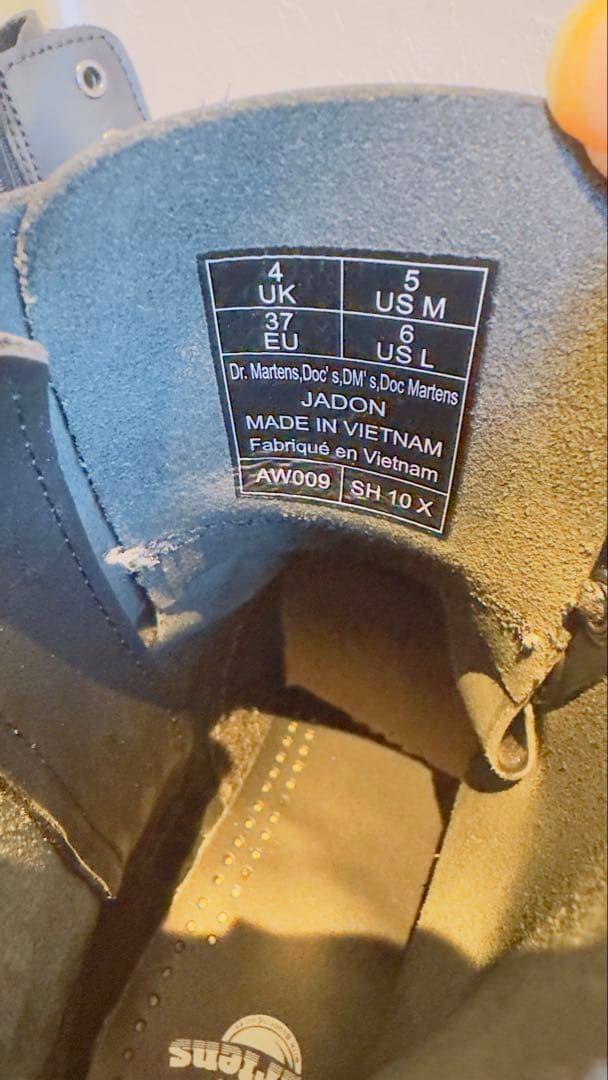 4 UK
5 US M
37 EU
6 US L
Dr. Martens,Doc' s,DM' s,Doc Martens
JADON
MADE IN VIETNAM
Fabriqué en Vietnam
AW009
SH 10 X